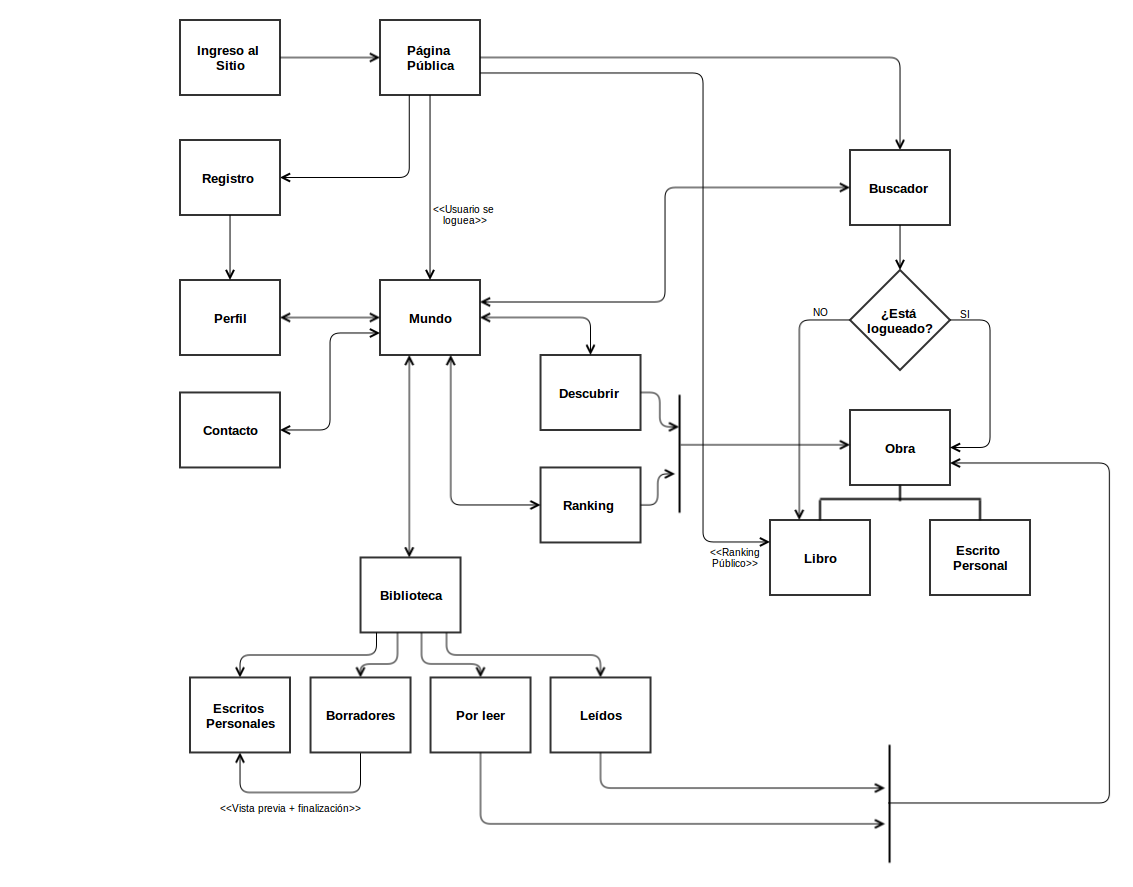 Ingreso al
Sitio
Página
Pública
Registro
<<Usuario se
loguea>>
Buscador
Perfil
Mundo
NO
¿Está
logueado?
SI
Descubrir
Contacto
Obra
Ranking
<<Ranking
Público>>
Libro
Escrito
Personal
Biblioteca
Escritos
Personales
Borradores
Por leer
Leídos
<<Vista previa + finalización>>